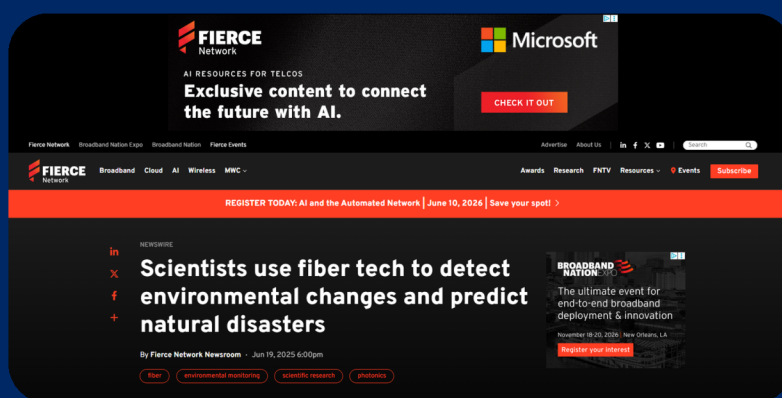 FIERCE
Network
Microsoft
AI RESOURCES FOR TELCOS
Exclusive content to connect
the future with AI.
CHECK IT OUT
Fierce Network Broadband Nation Expo Broadband Nation Fierce Events
Advertise About Us Search
FIERCE
Network
Broadband Cloud AI Wireless MWC
Awards Research FNTV Resources Events Subscribe
REGISTER TODAY: AI and the Automated Network | June 10, 2026 | Save your spot! >
NEWSWIRE
Scientists use fiber tech to detect
environmental changes and predict
natural disasters
By Fierce Network Newsroom · Jun 19, 2025 6:00pm
fiber environmental monitoring scientific research photonics
BROADBAND
NATION EXPO
The ultimate event for
end-to-end broadband
deployment & innovation
November 18-20, 2026 | New Orleans, LA
Register your interest